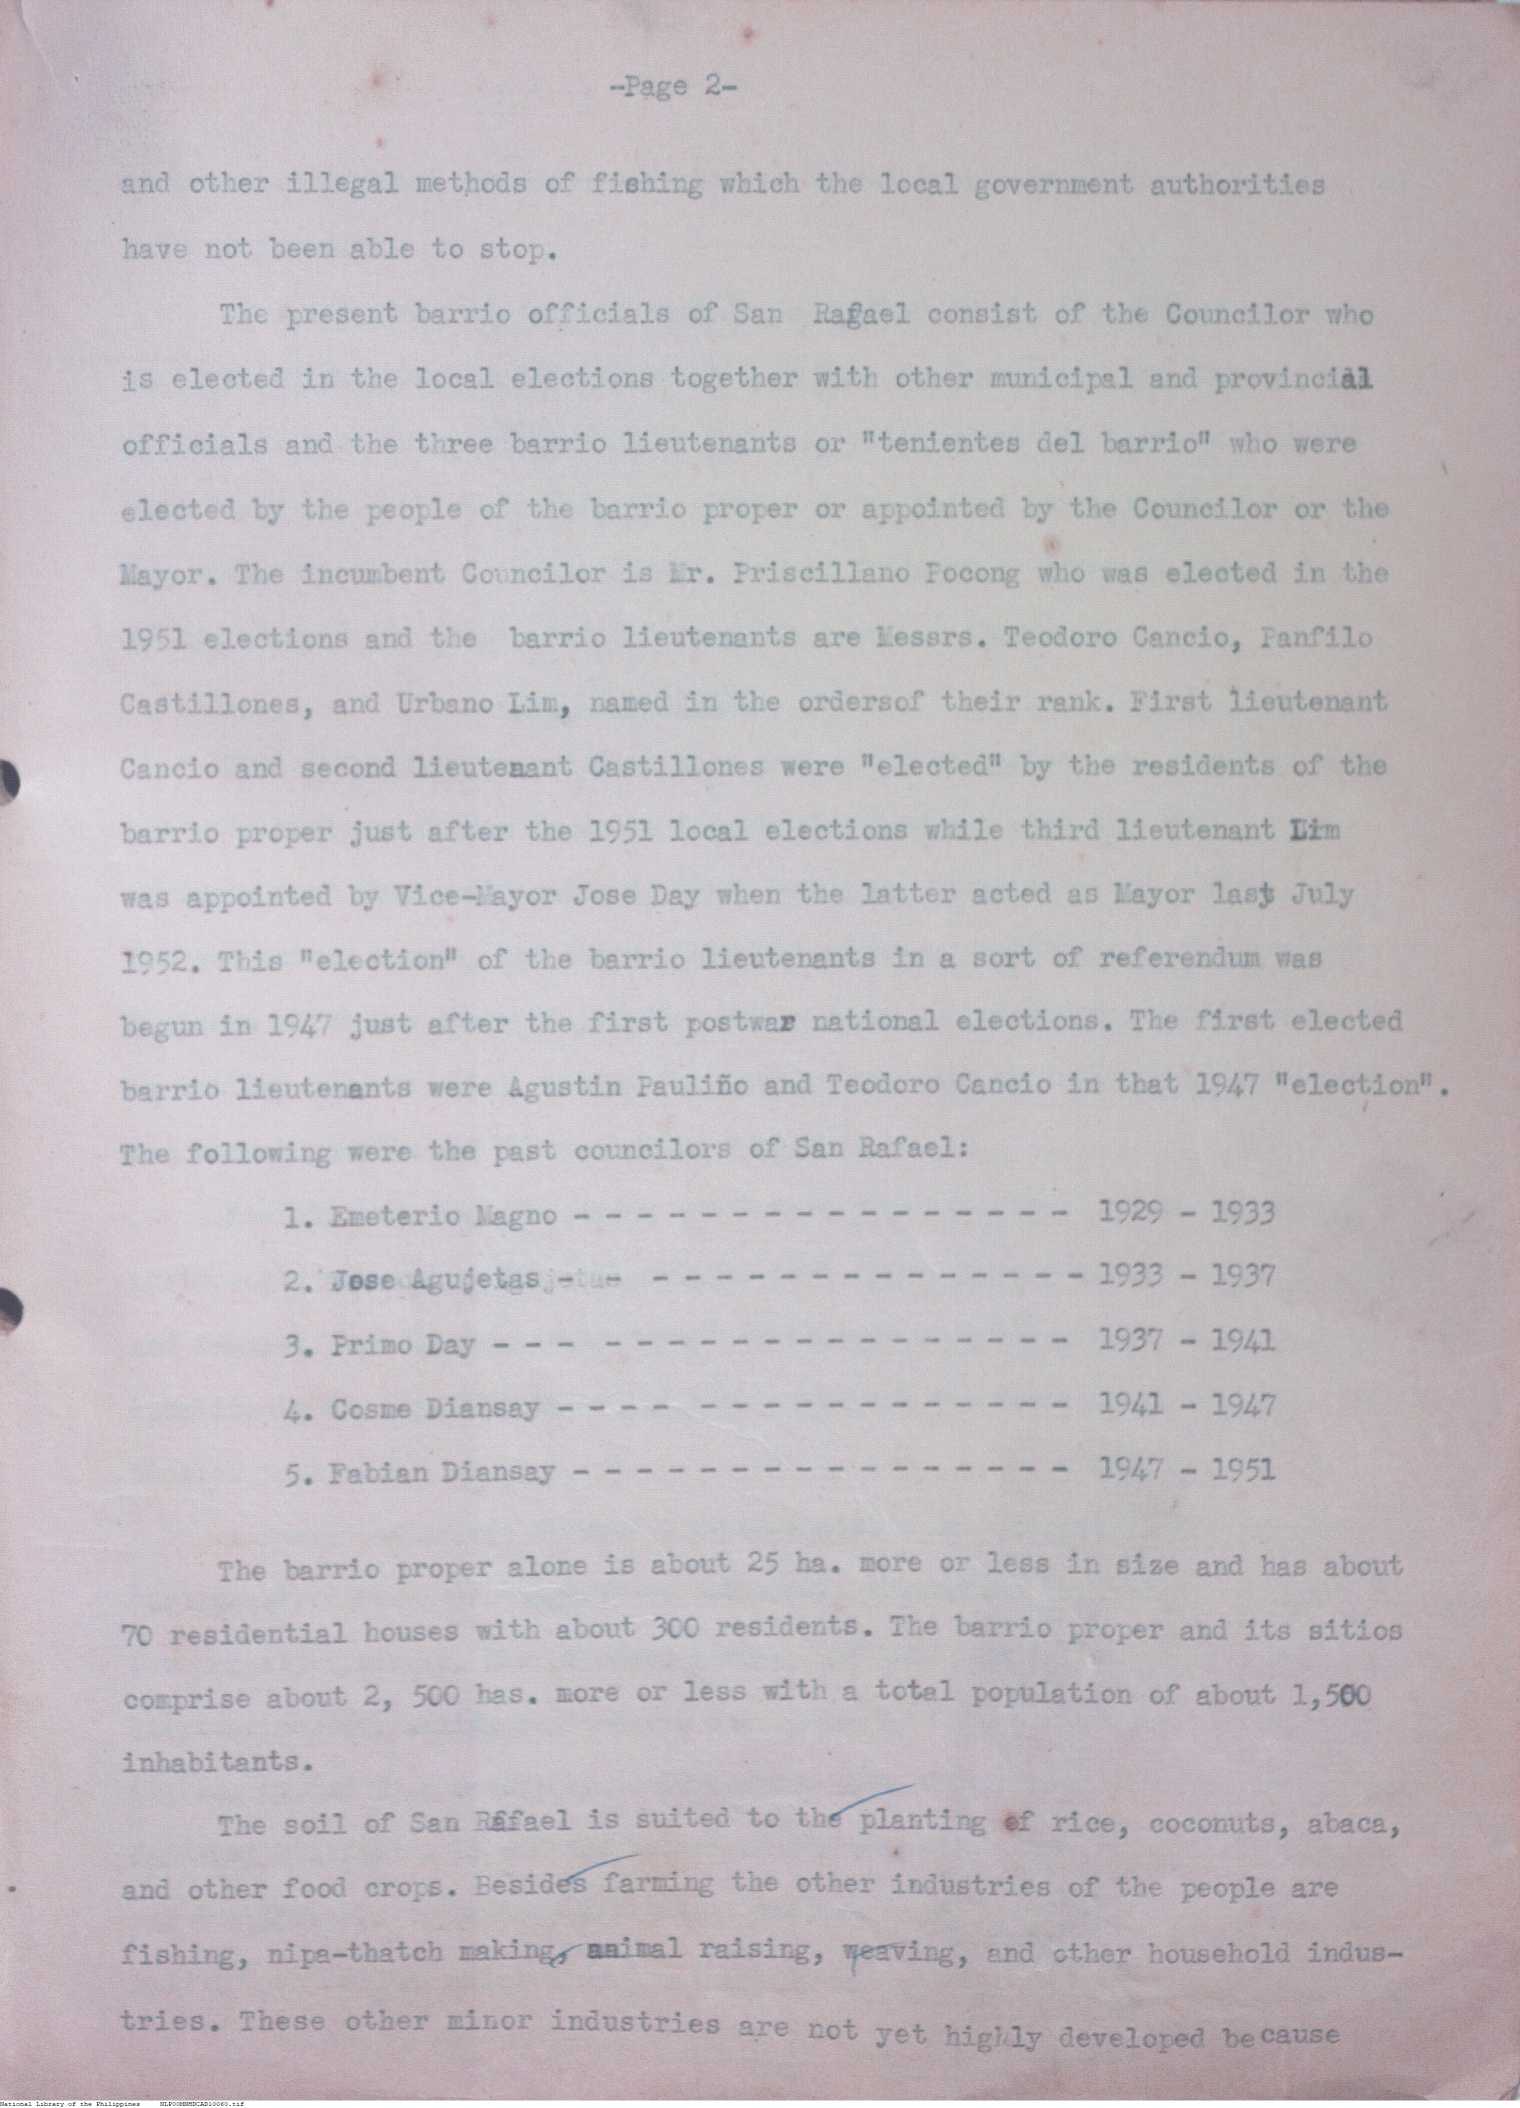 -Page 2-
and other illegal methods of fishing which the local government authorities
have not been able to stop.
The present barrio officials of San Rafael consist of the Councilor who
is elected in the local elections together with other municipal and provincial
officials and the three barrio lieutenants or "tenientes del barrio" who were
elected by the people of the barrio proper or appointed by the Councilor or the
Mayor. The incumbent Councilor is Mr. Priscillano Pocong who was elected in the
1951 elections and the barrio lieutenants are Messrs. Teodoro Cancio, Panfilo
Castillones, and Urbano Lim, named in the ordersof their rank. First lieutenant
Cancio and second lieutenant Castillones were "elected" by the residents of the
barrio proper just after the 1951 local elections while third lieutenant Lim
was appointed by Vice-Mayor Jose Day when the latter acted as Mayor last July
1952. This "election" of the barrio lieutenants in a sort of referendum was
begun in 1947 just after the first postwar national elections. The first elected
barrio lieutenants were Agustin Pauliño and Teodoro Cancio in that 1947 "election".
The following were the past councilors of San Rafael:
1. Emeterio Magno - - - - - - - - - - - - - - - - 1929 - 1933
2. Jose Agujetas - - - - - - - - - - - - - - - - 1933 - 1937
3. Primo Day - - - - - - - - - - - - - - - - - - 1937 - 1941
4. Cosme Diansay - - - - - - - - - - - - - - - - 1941 - 1947
5. Fabian Diansay - - - - - - - - - - - - - - - - 1947 - 1951
The barrio proper alone is about 25 ha. more or less in size and has about
70 residential houses with about 300 residents. The barrio proper and its sitios
comprise about 2, 500 has. more or less with a total population of about 1,500
inhabitants.
The soil of San Rafael is suited to the planting of rice, coconuts, abaca,
and other food crops. Besides farming the other industries of the people are
fishing, nipa-thatch making, animal raising, weaving, and other household indus-
tries. These other minor industries are not yet highly developed because
National Library of the Philippines NLPOOMNMDCAD10060.tif